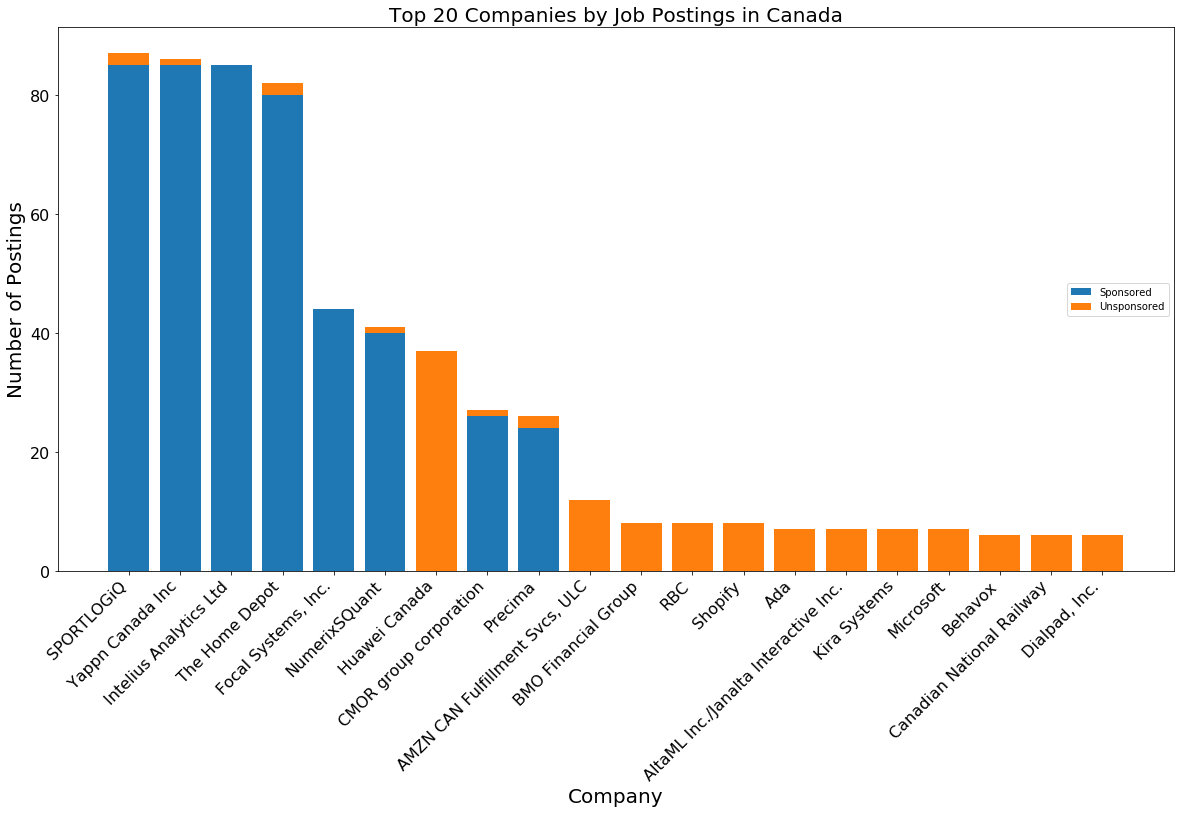 Top 20 Companies by Job Postings in Canada
Number of Postings
80
60
40
20
0
Sponsored
Unsponsored
SPORTLOGiQ
Yappn Canada Inc
Intelius Analytics Ltd
The Home Depot
Focal Systems, Inc.
NumerixSQuant
Huawei Canada
CMOR group corporation
Precima
AMZN CAN Fulfillment Svcs, ULC
BMO Financial Group
RBC
Shopify
Ada
AltaML Inc./Janalta Interactive Inc.
Kira Systems
Microsoft
Behavox
Canadian National Railway
Dialpad, Inc.
Company